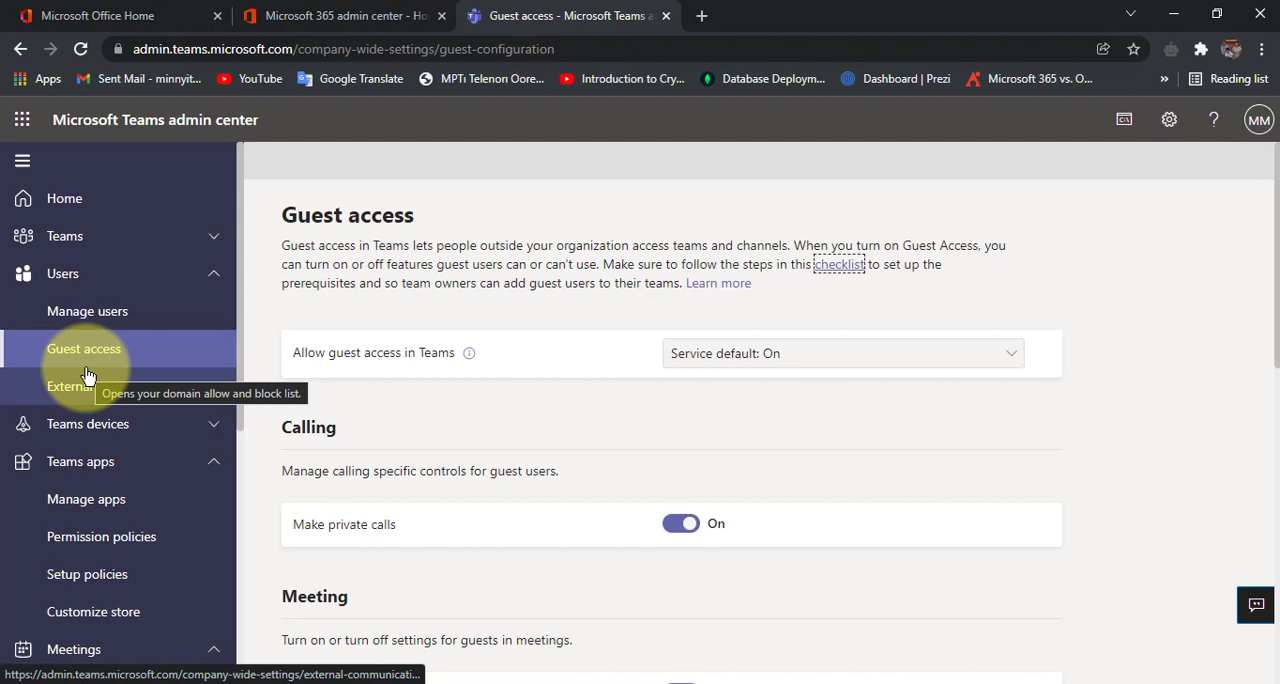 Microsoft Office Home
Microsoft 365 admin center - Ho
Guest access - Microsoft Teams a
admin.teams.microsoft.com/company-wide-settings/guest-configuration
Apps
Sent Mail - minnyit...
YouTube
Google Translate
MPTi Telenon Oore...
Introduction to Cry...
Database Deploym...
Dashboard | Prezi
Microsoft 365 vs. O...
»
Reading list
Microsoft Teams admin center
MM
Home
Teams
Users
Manage users
Guest access
External
Opens your domain allow and block list.
Teams devices
Teams apps
Manage apps
Permission policies
Setup policies
Customize store
Meetings
Guest access
Guest access in Teams lets people outside your organization access teams and channels. When you turn on Guest Access, you
can turn on or off features guest users can or can't use. Make sure to follow the steps in this checklist to set up the
prerequisites and so team owners can add guest users to their teams. Learn more
Allow guest access in Teams
Service default: On
Calling
Manage calling specific controls for guest users.
Make private calls
On
Meeting
Turn on or turn off settings for guests in meetings.
https://admin.teams.microsoft.com/company-wide-settings/external-communicati...